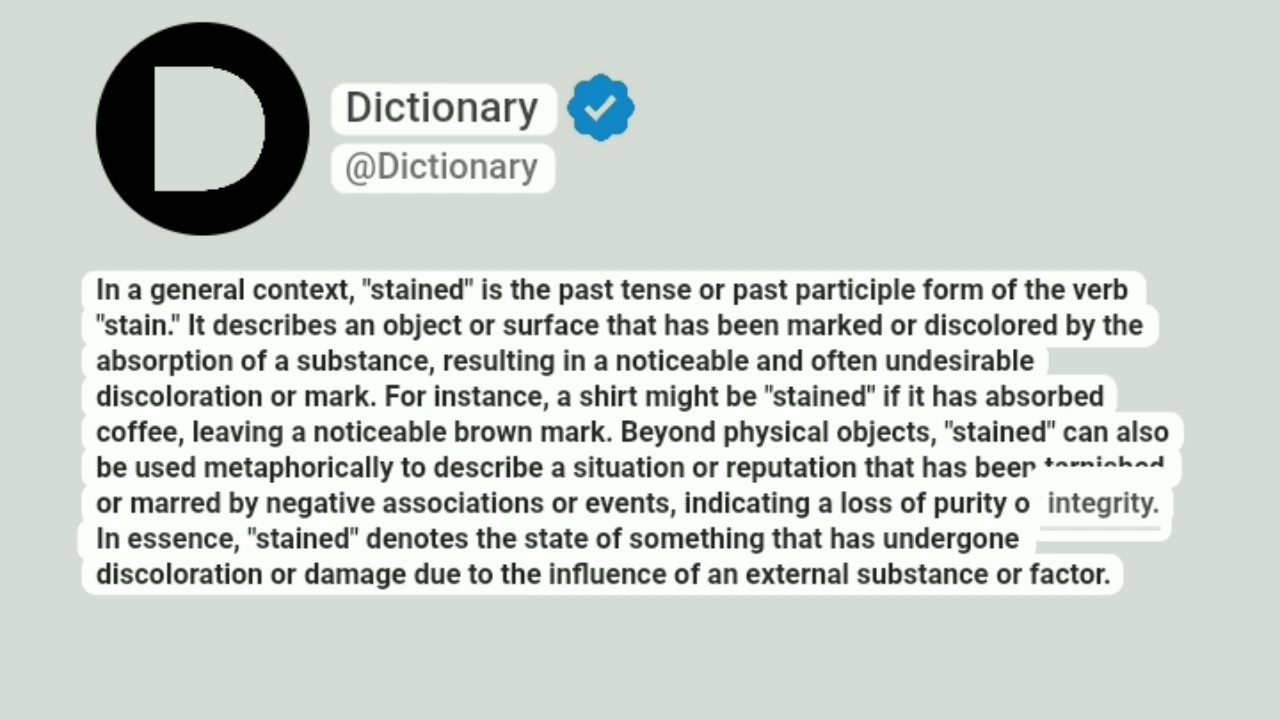 D
Dictionary
@Dictionary
In a general context, "stained" is the past tense or past participle form of the verb
"stain." It describes an object or surface that has been marked or discolored by the
absorption of a substance, resulting in a noticeable and often undesirable
discoloration or mark. For instance, a shirt might be "stained" if it has absorbed
coffee, leaving a noticeable brown mark. Beyond physical objects, "stained" can also
be used metaphorically to describe a situation or reputation that has been tarnished
or marred by negative associations or events, indicating a loss of purity o integrity.
In essence, "stained" denotes the state of something that has undergone
discoloration or damage due to the influence of an external substance or factor.